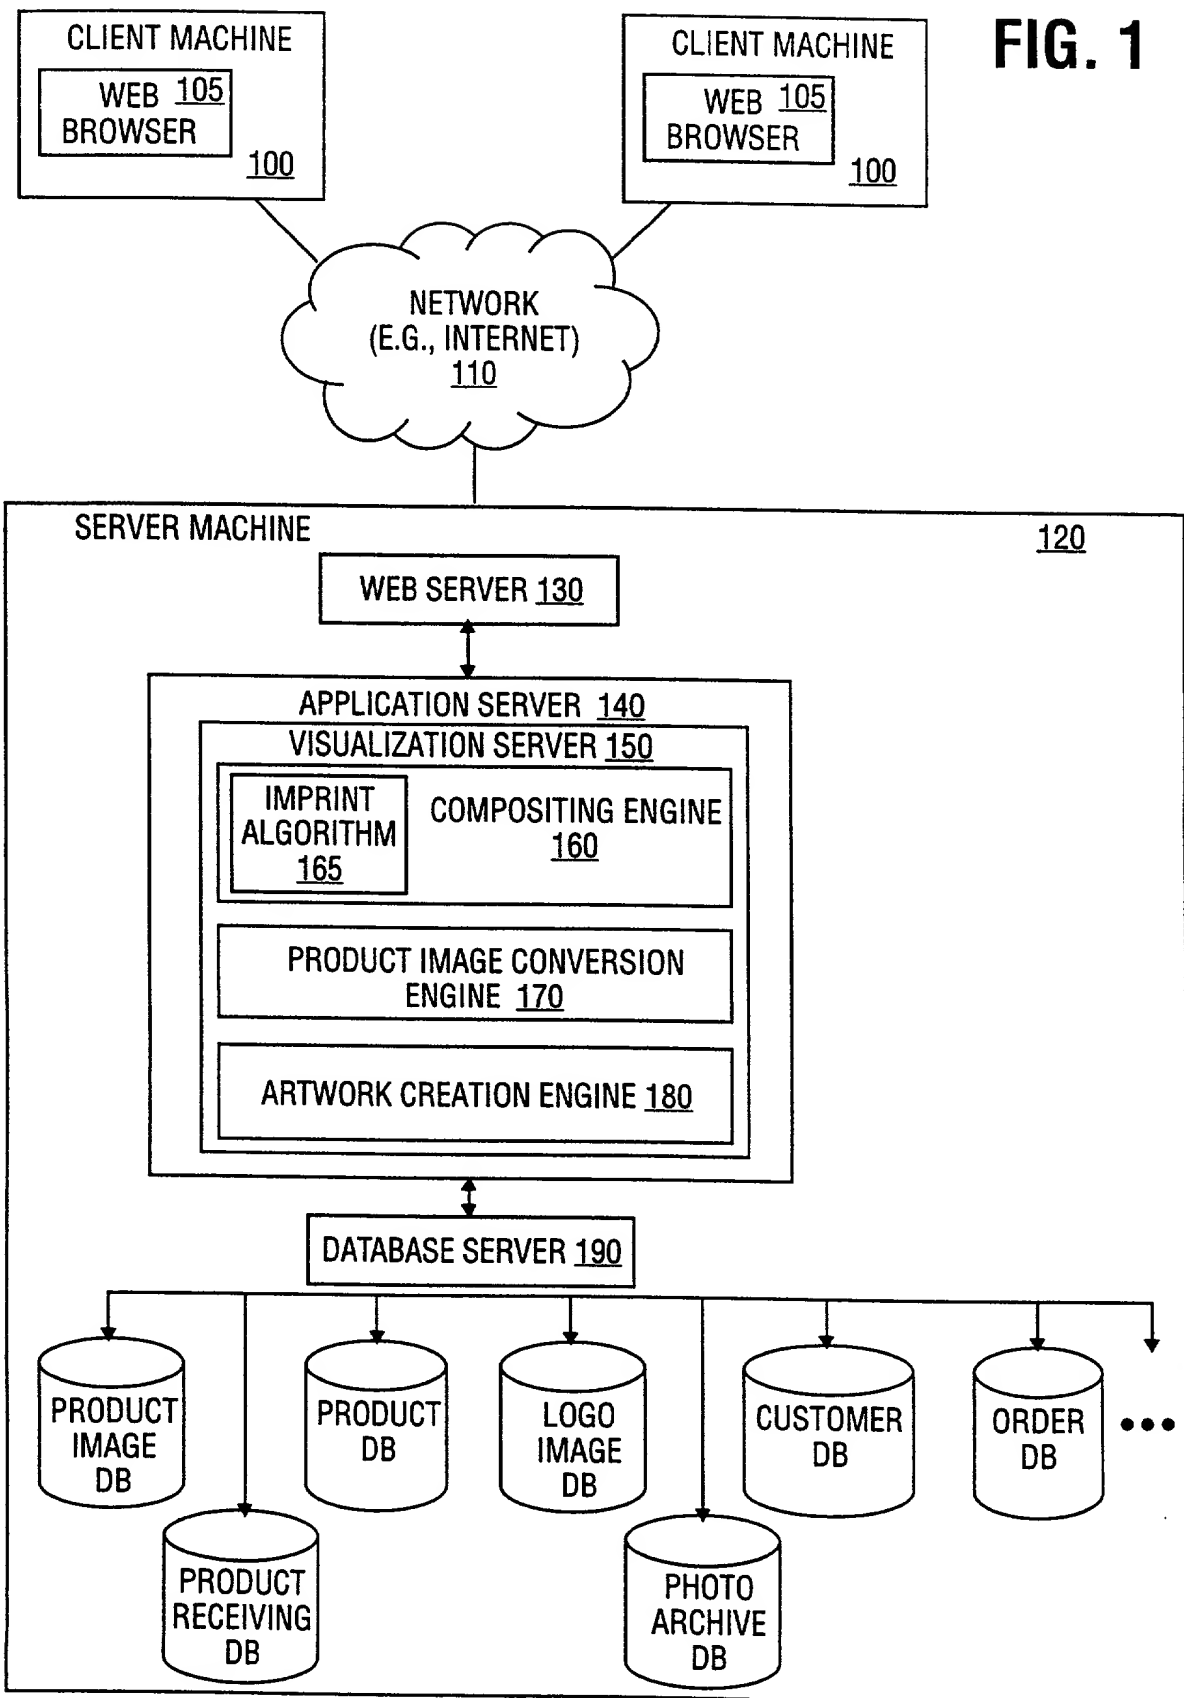 FIG. 1
CLIENT MACHINE
WEB 105
BROWSER
100
CLIENT MACHINE
WEB 105
BROWSER
100
NETWORK
(E.G., INTERNET)
110
SERVER MACHINE
120
WEB SERVER 130
APPLICATION SERVER 140
VISUALIZATION SERVER 150
IMPRINT
ALGORITHM
165
COMPOSITING ENGINE
160
PRODUCT IMAGE CONVERSION
ENGINE 170
ARTWORK CREATION ENGINE 180
DATABASE SERVER 190
PRODUCT
IMAGE
DB
PRODUCT
DB
LOGO
IMAGE
DB
CUSTOMER
DB
ORDER
DB
•••
PRODUCT
RECEIVING
DB
PHOTO
ARCHIVE
DB